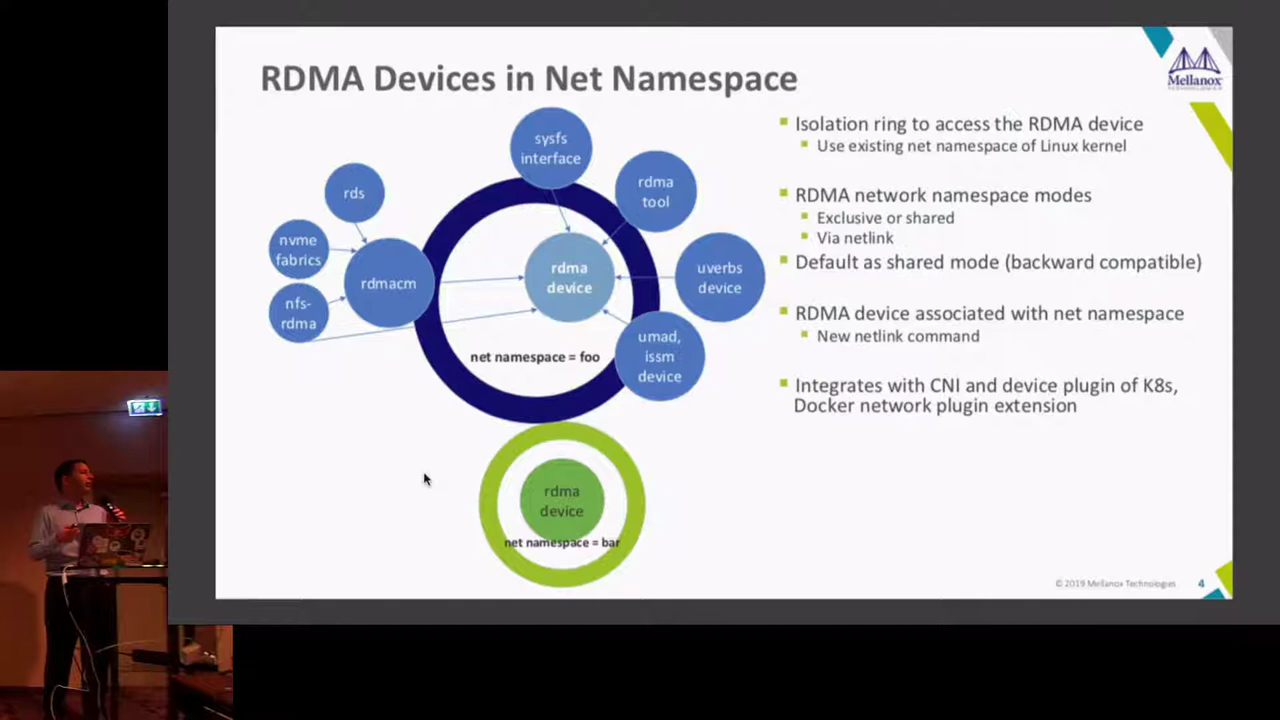 RDMA Devices in Net Namespace
Mellanox
TECHNOLOGIES
sysfs
interface
rds
rdma
tool
nvme
fabrics
rdmacm
rdma
device
uverbs
device
nfs-
rdma
umad,
issm
device
net namespace = foo
rdma
device
net namespace = bar
Isolation ring to access the RDMA device
Use existing net namespace of Linux kernel
RDMA network namespace modes
Exclusive or shared
Via netlink
Default as shared mode (backward compatible)
RDMA device associated with net namespace
New netlink command
Integrates with CNI and device plugin of K8s,
Docker network plugin extension
© 2019 Mellanox Technologies
4